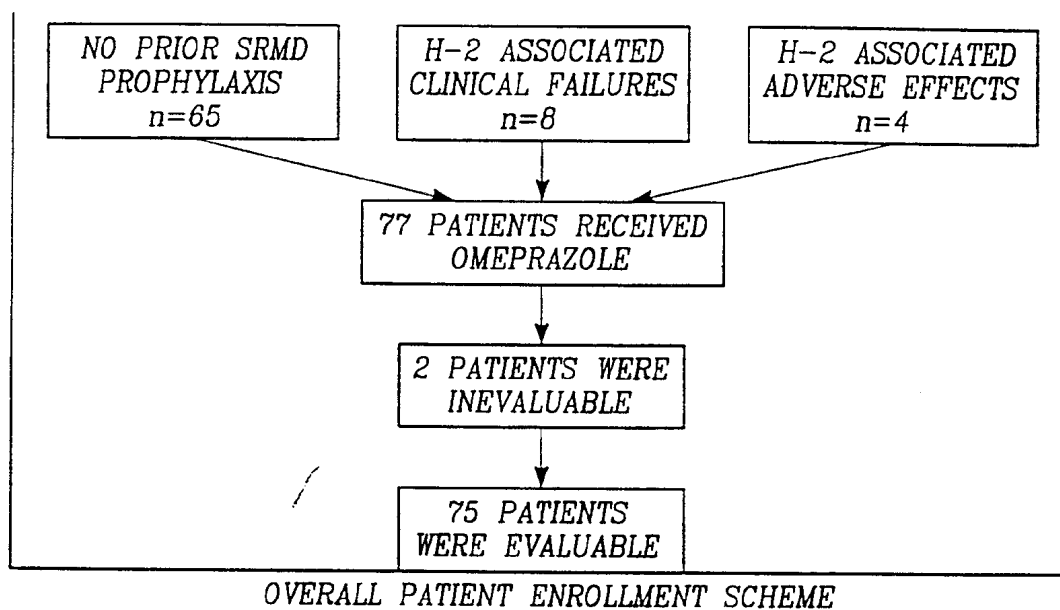 NO PRIOR SRMD
PROPHYLAXIS
n=65
H-2 ASSOCIATED
CLINICAL FAILURES
n=8
H-2 ASSOCIATED
ADVERSE EFFECTS
n=4
77 PATIENTS RECEIVED
OMEPRAZOLE
2 PATIENTS WERE
INEVALUABLE
75 PATIENTS
WERE EVALUABLE
OVERALL PATIENT ENROLLMENT SCHEME